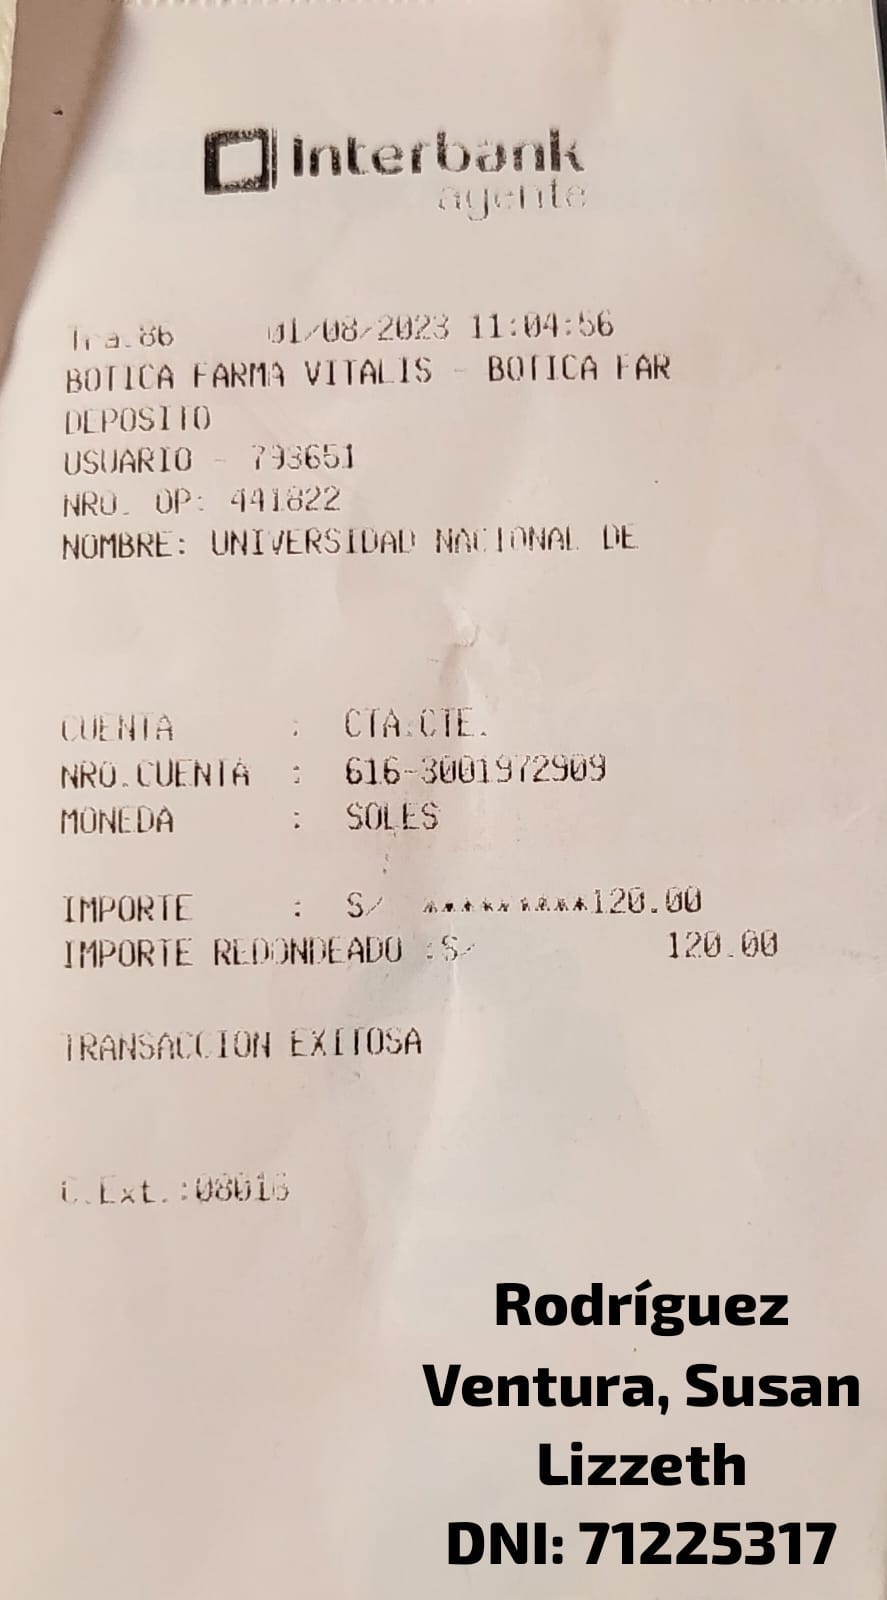 Interbank
agente
Tra.86 01/08/2023 11:04:56
BOTICA FARMA VITALIS - BOTICA FAR
DEPOSITO
USUARIO - 793651
NRO. OP: 441822
NOMBRE: UNIVERSIDAD NACIONAL DE
CUENTA : CTA.CTE.
NRO.CUENTA : 616-3001972909
MONEDA : SOLES
IMPORTE : S/ **********120.00
IMPORTE REDONDEADO :S/ 120.00
TRANSACCION EXITOSA
C.Ext.:08016
Rodríguez
Ventura, Susan
Lizzeth
DNI: 71225317